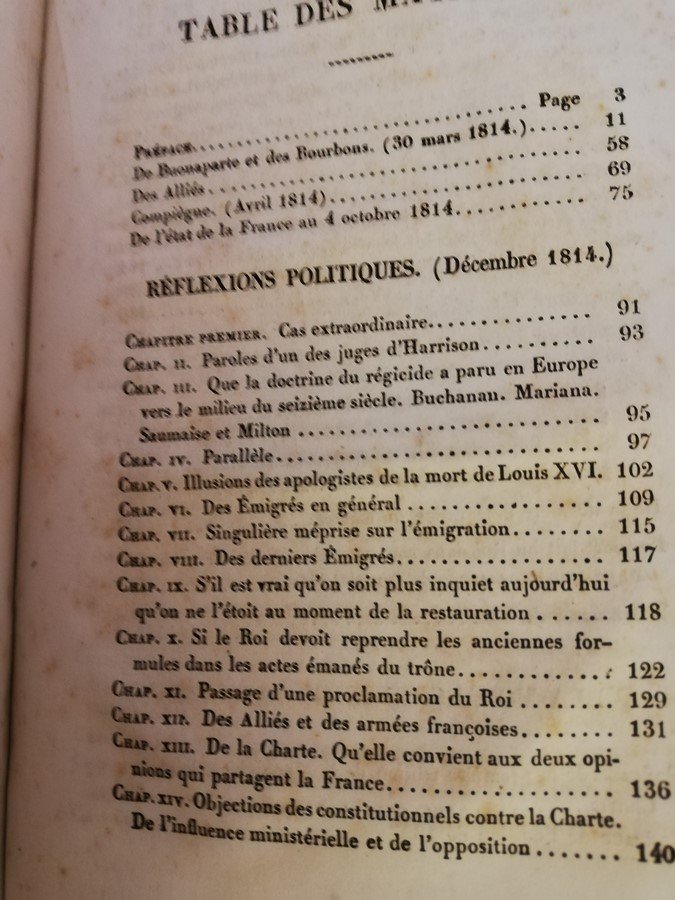 TABLE DES
Préface. Page 3
De Buonaparte et des Bourbons. (30 mars 1814.) 11
Des Alliés. 58
Compiègne. (Avril 1814) 69
De l'état de la France au 4 octobre 1814. 75
RÉFLEXIONS POLITIQUES. (Décembre 1814.)
Chapitre premier. Cas extraordinaire. 91
Chap. II. Paroles d'un des juges d'Harrison 93
Chap. III. Que la doctrine du régicide a paru en Europe
vers le milieu du seizième siècle. Buchanan. Mariana.
Saumaise et Milton 95
Chap. IV. Parallèle. 97
Chap. V. Illusions des apologistes de la mort de Louis XVI. 102
Chap. VI. Des Émigrés en général 109
Chap. VII. Singulière méprise sur l'émigration. 115
Chap. VIII. Des derniers Émigrés. 117
Chap. IX. S'il est vrai qu'on soit plus inquiet aujourd'hui
qu'on ne l'étoit au moment de la restauration 118
Chap. X. Si le Roi devoit reprendre les anciennes for-
mules dans les actes émanés du trône. 122
Chap. XI. Passage d'une proclamation du Roi 129
Chap. XII. Des Alliés et des armées françoises. 131
Chap. XIII. De la Charte. Qu'elle convient aux deux opi-
nions qui partagent la France. 136
Chap. XIV. Objections des constitutionnels contre la Charte.
De l'influence ministérielle et de l'opposition 140